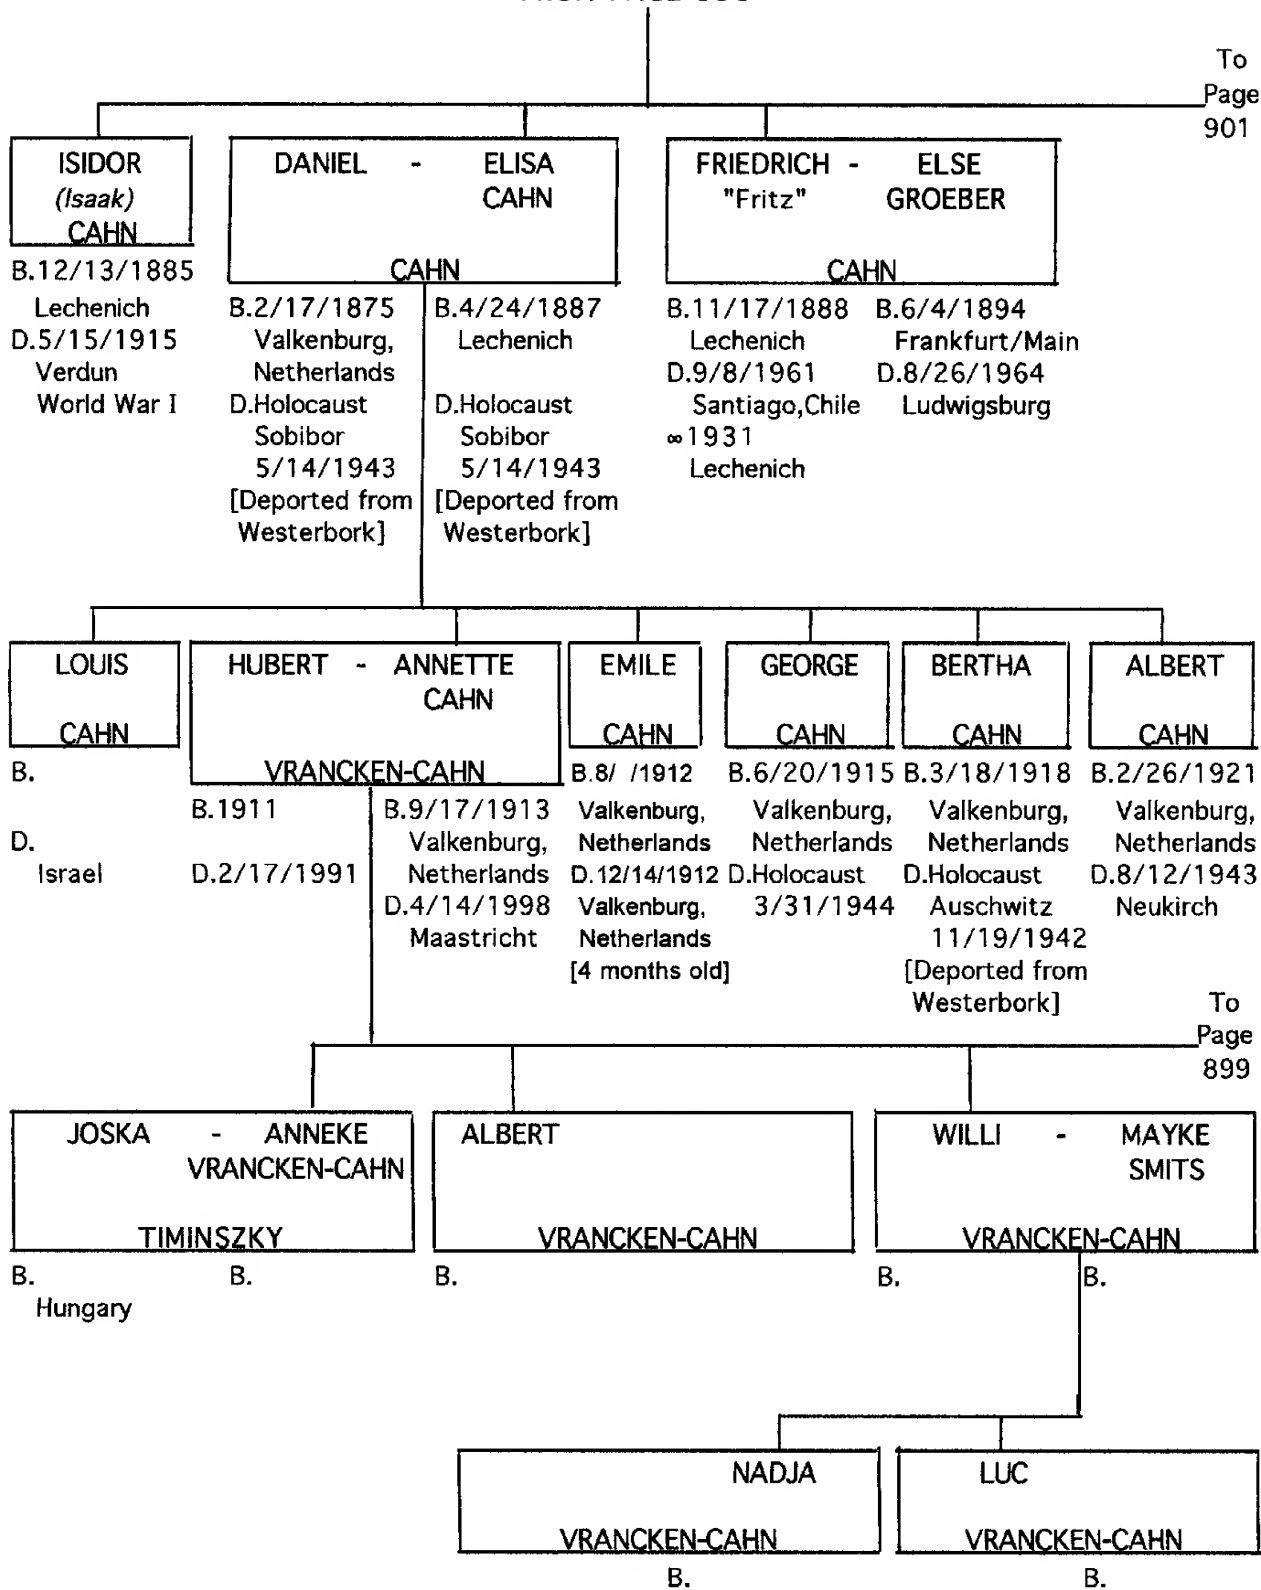 To
Page
901
ISIDOR
(Isaak)
CAHN
B.12/13/1885
Lechenich
D.5/15/1915
Verdun
World War I
DANIEL - ELISA
CAHN
CAHN
B.2/17/1875
Valkenburg,
Netherlands
D.Holocaust
Sobibor
5/14/1943
[Deported from
Westerbork]
B.4/24/1887
Lechenich
D.Holocaust
Sobibor
5/14/1943
[Deported from
Westerbork]
FRIEDRICH - ELSE
"Fritz" GROEBER
CAHN
B.11/17/1888
Lechenich
D.9/8/1961
Santiago,Chile
∞1931
Lechenich
B.6/4/1894
Frankfurt/Main
D.8/26/1964
Ludwigsburg
LOUIS
CAHN
B.
D.
Israel
HUBERT - ANNETTE
CAHN
VRANCKEN-CAHN
B.1911
D.2/17/1991
B.9/17/1913
Valkenburg,
Netherlands
D.4/14/1998
Maastricht
EMILE
CAHN
B.8/ /1912
Valkenburg,
Netherlands
D.12/14/1912
Valkenburg,
Netherlands
[4 months old]
GEORGE
CAHN
B.6/20/1915
Valkenburg,
Netherlands
D.Holocaust
3/31/1944
BERTHA
CAHN
B.3/18/1918
Valkenburg,
Netherlands
D.Holocaust
Auschwitz
11/19/1942
[Deported from
Westerbork]
ALBERT
CAHN
B.2/26/1921
Valkenburg,
Netherlands
D.8/12/1943
Neukirch
To
Page
899
JOSKA - ANNEKE
VRANCKEN-CAHN
TIMINSZKY
B. B.
Hungary
ALBERT
VRANCKEN-CAHN
B.
WILLI - MAYKE
SMITS
VRANCKEN-CAHN
B. B.
NADJA
VRANCKEN-CAHN
B.
LUC
VRANCKEN-CAHN
B.